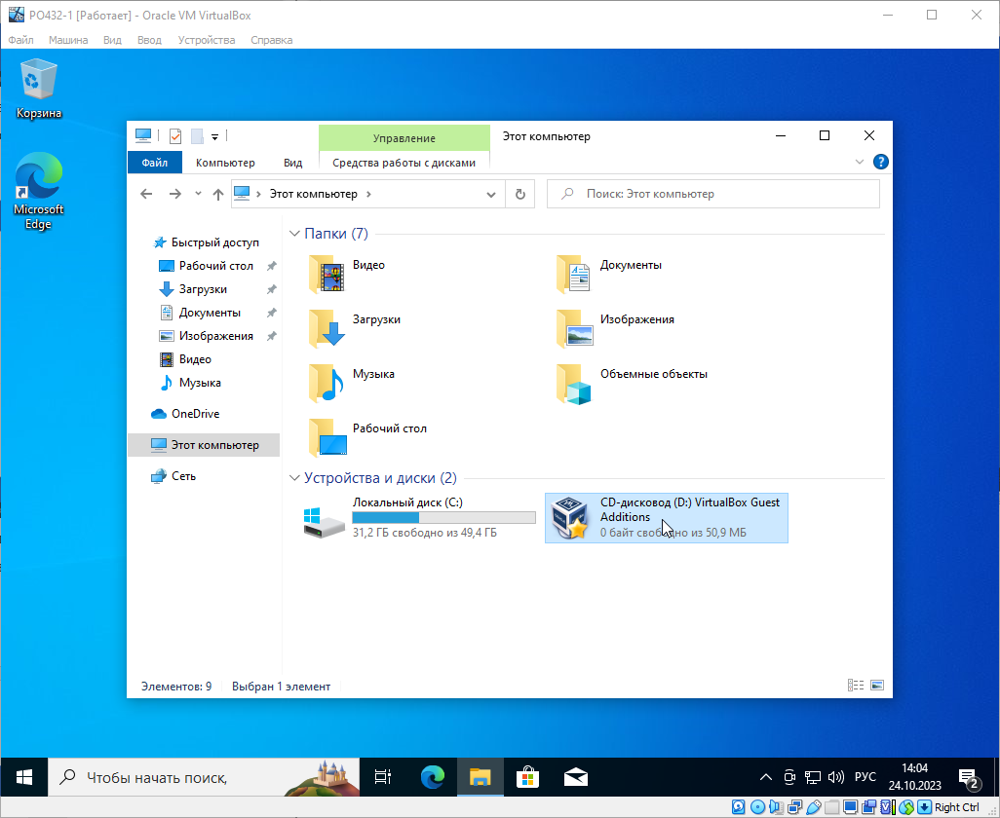 PO432-1 [Работает] - Oracle VM VirtualBox
Файл Машина Вид Ввод Устройства Справка
Корзина
Microsoft
Edge
Управление Этот компьютер
Файл Компьютер Вид Средства работы с дисками
Этот компьютер Поиск: Этот компьютер
Быстрый доступ
Рабочий стол
Загрузки
Документы
Изображения
Видео
Музыка
OneDrive
Этот компьютер
Сеть
Папки (7)
Видео
Документы
Загрузки
Изображения
Музыка
Объемные объекты
Рабочий стол
Устройства и диски (2)
Локальный диск (C:)
31,2 ГБ свободно из 49,4 ГБ
CD-дисковод (D:) VirtualBox Guest
Additions
0 байт свободно из 50,9 МБ
Элементов: 9 Выбран 1 элемент
Чтобы начать поиск,
РУС
14:04
24.10.2023
2
Right Ctrl